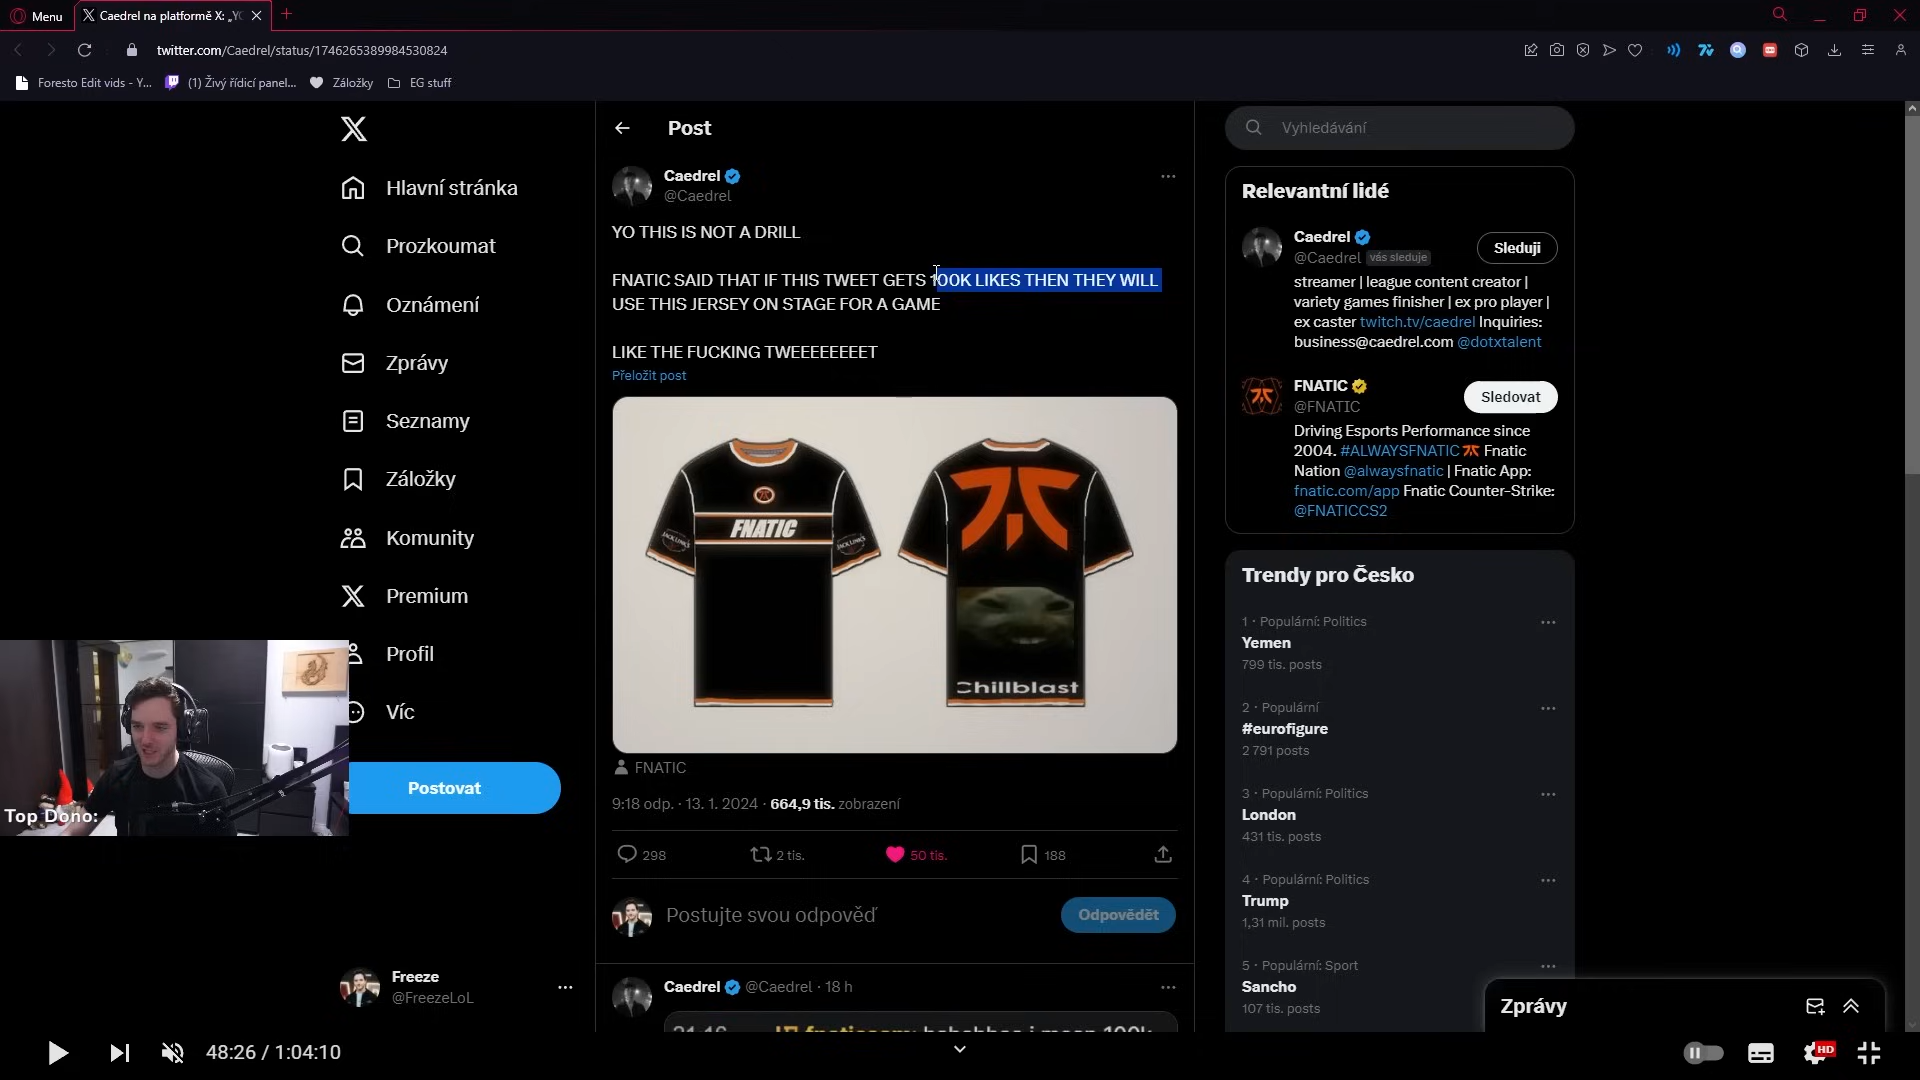 Menu
Caedrel na platformě X: „YO
twitter.com/Caedrel/status/1746265389984530824
Foresto Edit vids - Y...
(1) Živý řídicí panel...
Záložky
EG stuff
Hlavní stránka
Prozkoumat
Oznámení
Zprávy
Seznamy
Záložky
Komunity
Premium
Profil
Víc
Postovat
Top Dono:
Freeze
@FreezeLoL
Post
Caedrel
@Caedrel
YO THIS IS NOT A DRILL
FNATIC SAID THAT IF THIS TWEET GETS 100K LIKES THEN THEY WILL
USE THIS JERSEY ON STAGE FOR A GAME
LIKE THE FUCKING TWEEEEEEEET
Přeložit post
FNATIC
JACK LINK'S
Chillblast
FNATIC
9:18 odp. · 13. 1. 2024 · 664,9 tis. zobrazení
298
2 tis.
50 tis.
188
Postujte svou odpověď
Odpovědět
Caedrel @Caedrel · 18 h
Vyhledávání
Relevantní lidé
Caedrel
@Caedrel vás sleduje
Sleduji
streamer | league content creator |
variety games finisher | ex pro player |
ex caster twitch.tv/caedrel Inquiries:
business@caedrel.com @dotxtalent
FNATIC
@FNATIC
Sledovat
Driving Esports Performance since
2004. #ALWAYSFNATIC Fnatic
Nation @alwaysfnatic | Fnatic App:
fnatic.com/app Fnatic Counter-Strike:
@FNATICCS2
Trendy pro Česko
1 · Populární: Politics
Yemen
799 tis. posts
2 · Populární
#eurofigure
2 791 posts
3 · Populární: Politics
London
431 tis. posts
4 · Populární: Politics
Trump
1,31 mil. posts
5 · Populární: Sport
Sancho
107 tis. posts
Zprávy
48:26 / 1:04:10
HD